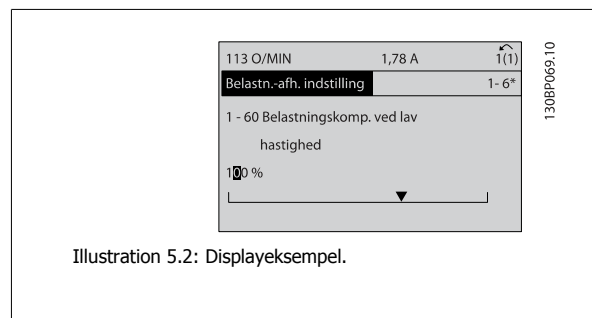 113 O/MIN 1,78 A 1(1)
Belastn.-afh. indstilling 1- 6*
1 - 60 Belastningskomp. ved lav
hastighed
100 %
130BP069.10
Illustration 5.2: Displayeksempel.